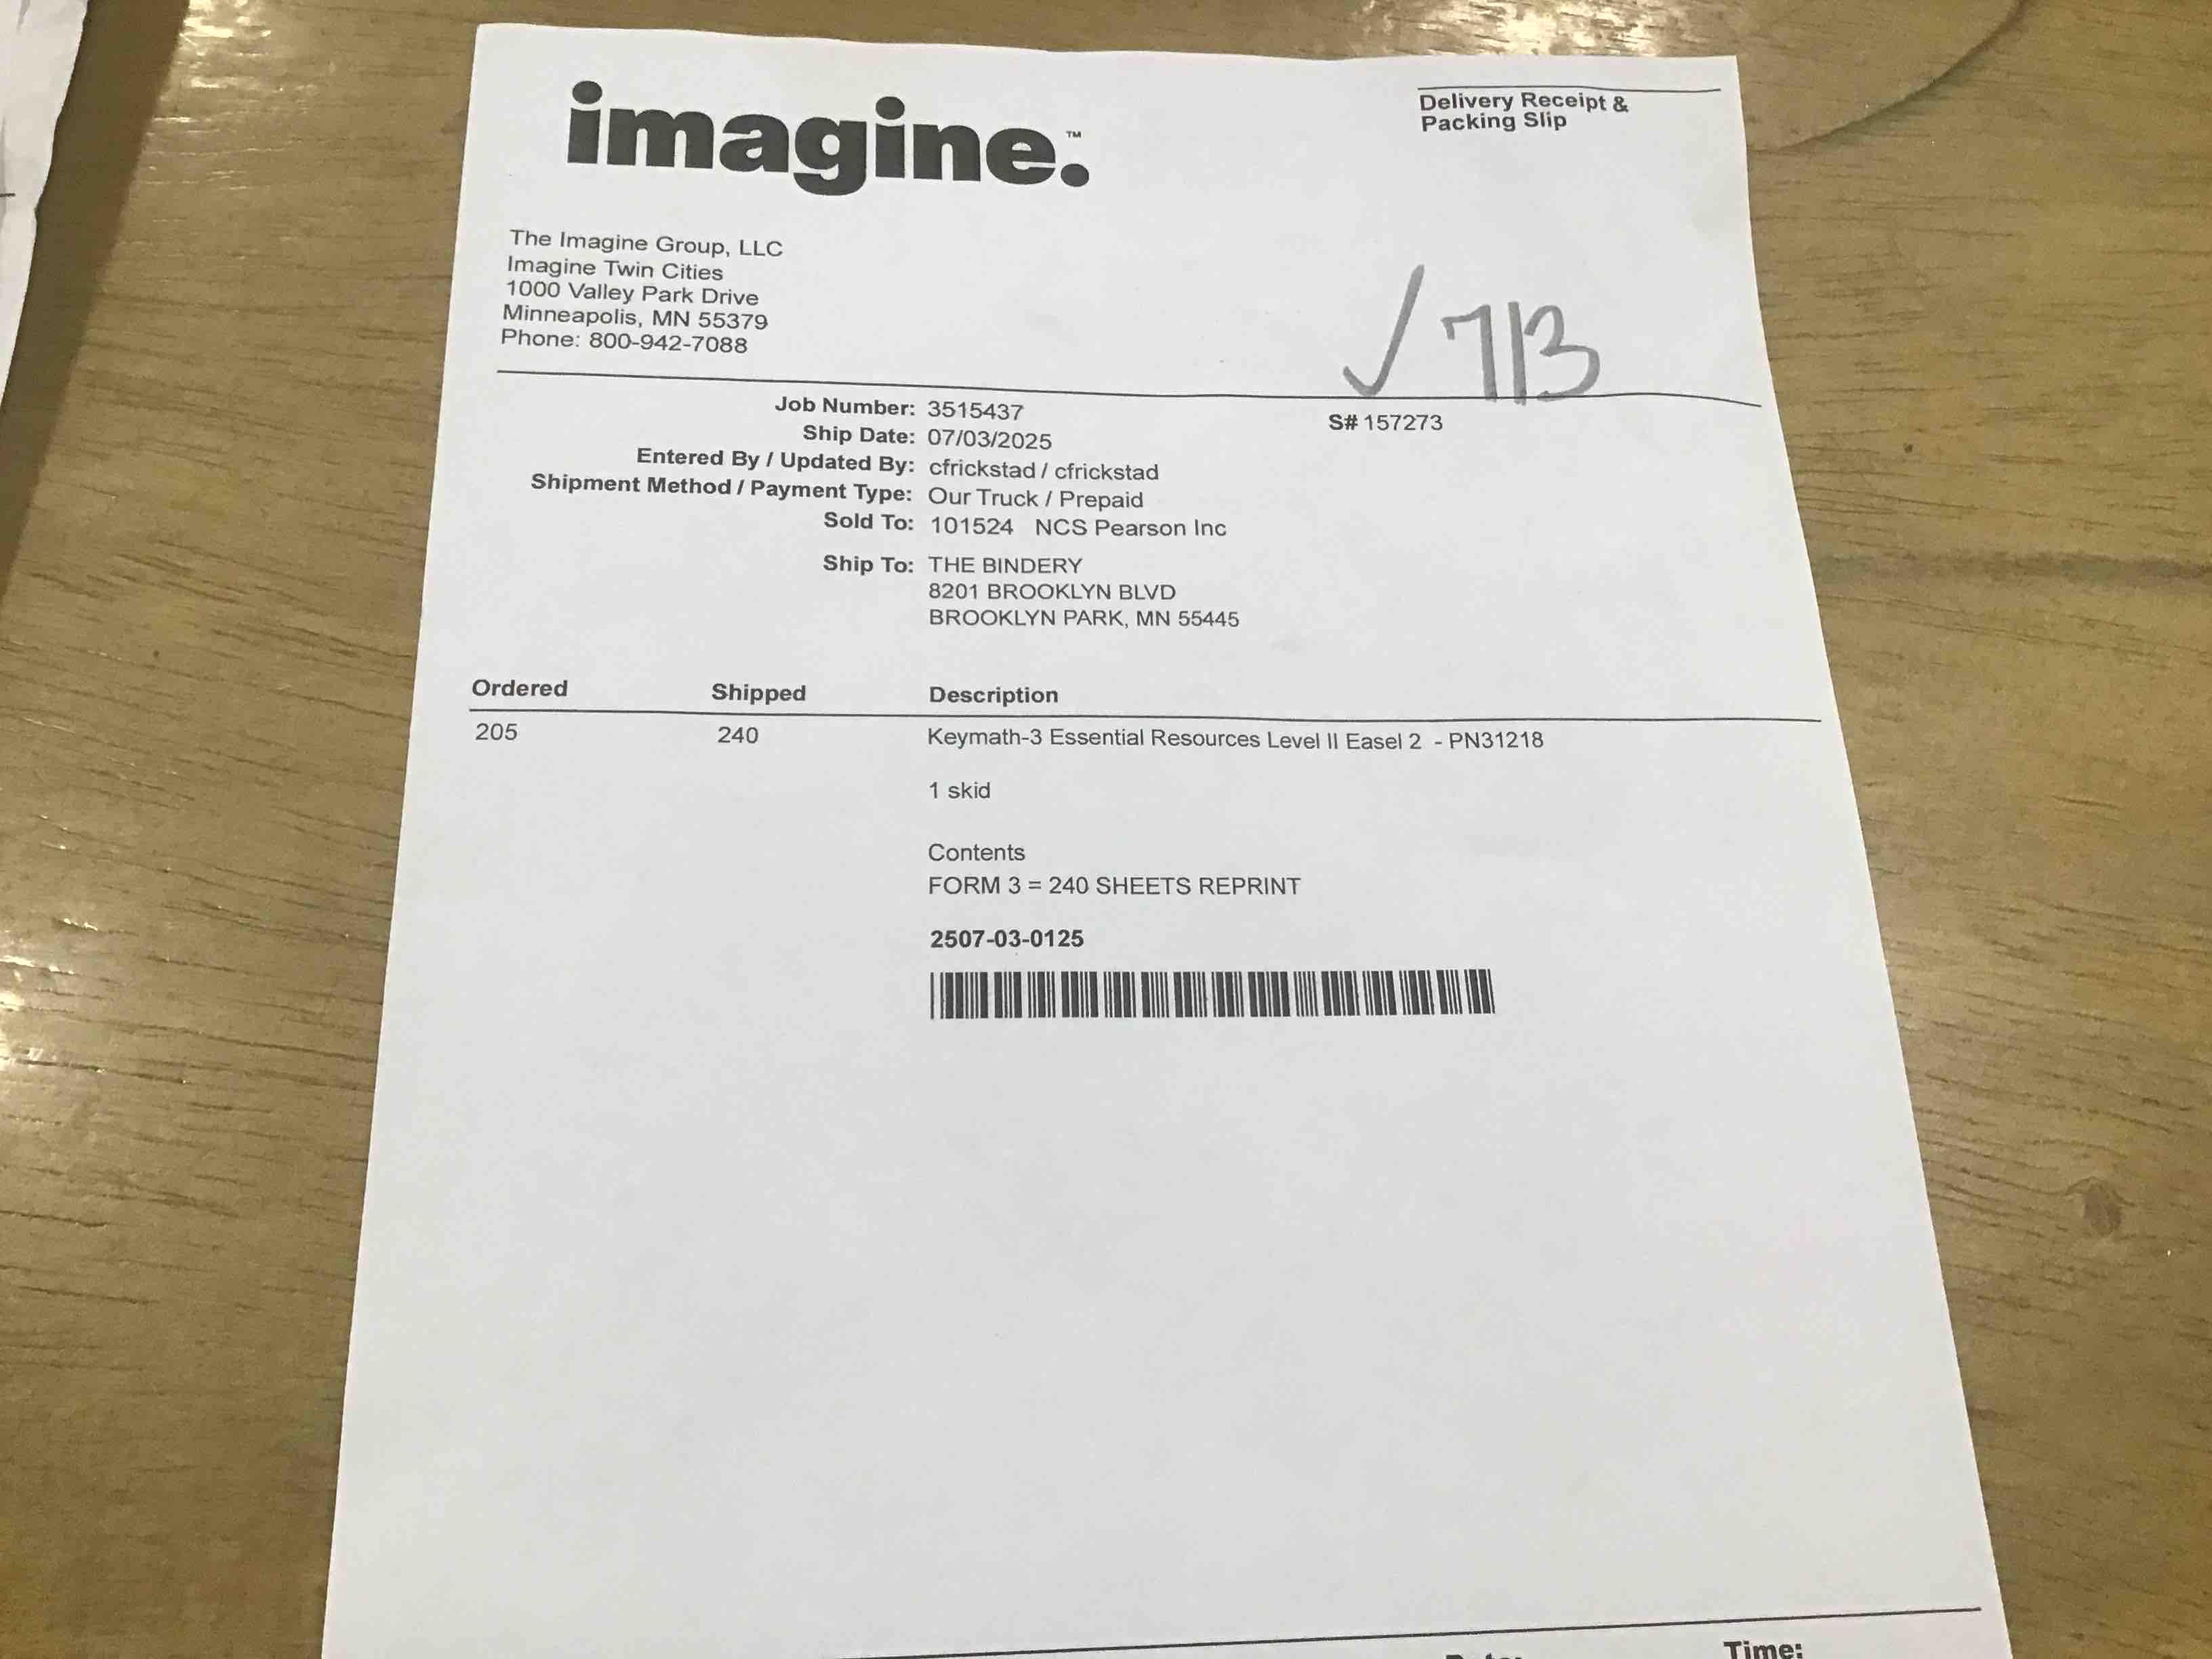 imagine.™
Delivery Receipt &
Packing Slip
The Imagine Group, LLC
Imagine Twin Cities
1000 Valley Park Drive
Minneapolis, MN 55379
Phone: 800-942-7088
✓ 7/3
Job Number: 3515437
S# 157273
Ship Date: 07/03/2025
Entered By / Updated By: cfrickstad / cfrickstad
Shipment Method / Payment Type: Our Truck / Prepaid
Sold To: 101524 NCS Pearson Inc
Ship To: THE BINDERY
8201 BROOKLYN BLVD
BROOKLYN PARK, MN 55445
Ordered Shipped Description
205 240 Keymath-3 Essential Resources Level II Easel 2 - PN31218
1 skid
Contents
FORM 3 = 240 SHEETS REPRINT
2507-03-0125
Time: